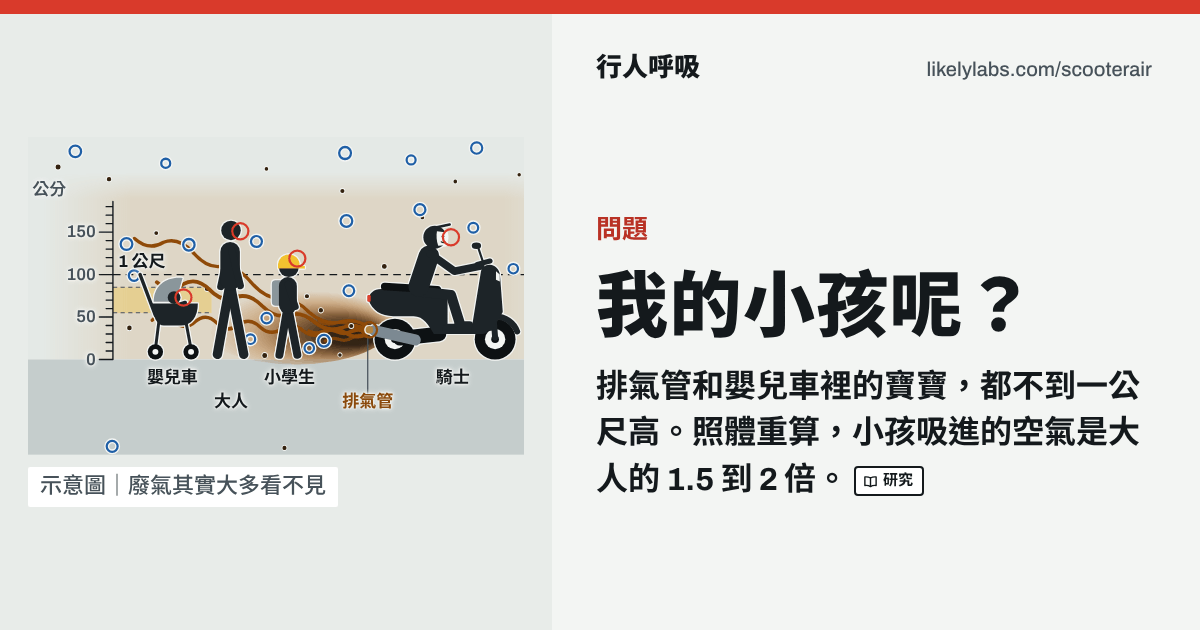 行人呼吸
likelylabs.com/scooterair
公分
150
1 公尺
100
50
0
嬰兒車
小學生
騎士
大人
排氣管
示意圖｜廢氣其實大多看不見
問題
我的小孩呢？
排氣管和嬰兒車裡的寶寶，都不到一公
尺高。照體重算，小孩吸進的空氣是大
人的 1.5 到 2 倍。 研究